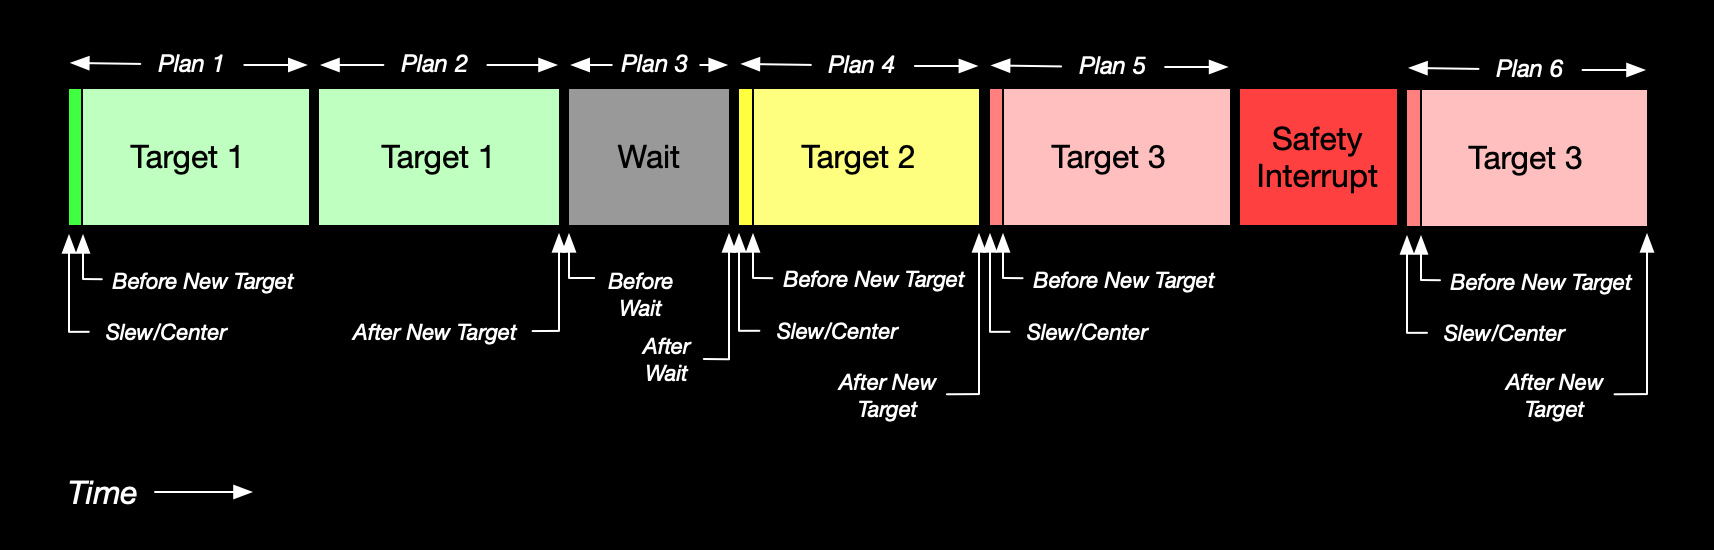 Plan 1
Plan 2
Plan 3
Plan 4
Plan 5
Plan 6
Target 1
Target 1
Wait
Target 2
Target 3
Safety
Interrupt
Target 3
Before New Target
Slew/Center
After New Target
Before
Wait
After
Wait
Before New Target
Slew/Center
After New
Target
Before New Target
Slew/Center
Before New Target
Slew/Center
After New
Target
Time